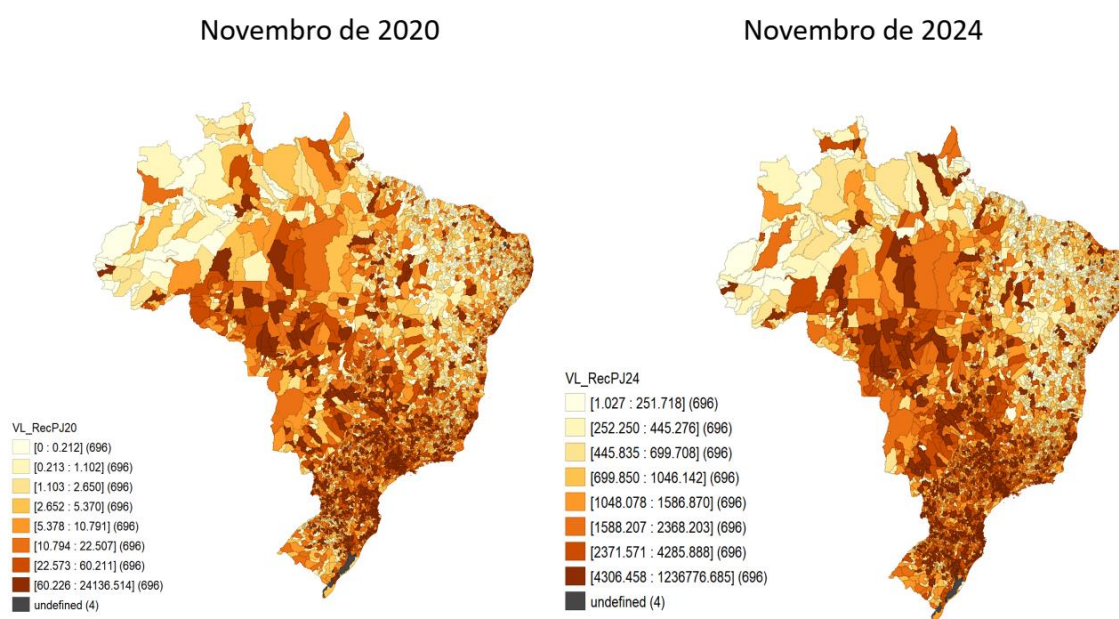 Novembro de 2020
Novembro de 2024
VL_RecPJ20
[0 : 0.212] (696)
[0.213 : 1.102] (696)
[1.103 : 2.650] (696)
[2.652 : 5.370] (696)
[5.378 : 10.791] (696)
[10.794 : 22.507] (696)
[22.573 : 60.211] (696)
[60.226 : 24136.514] (696)
undefined (4)
VL_RecPJ24
[1.027 : 251.718] (696)
[252.250 : 445.276] (696)
[445.835 : 699.708] (696)
[699.850 : 1046.142] (696)
[1048.078 : 1586.870] (696)
[1588.207 : 2368.203] (696)
[2371.571 : 4285.888] (696)
[4306.458 : 1236776.685] (696)
undefined (4)